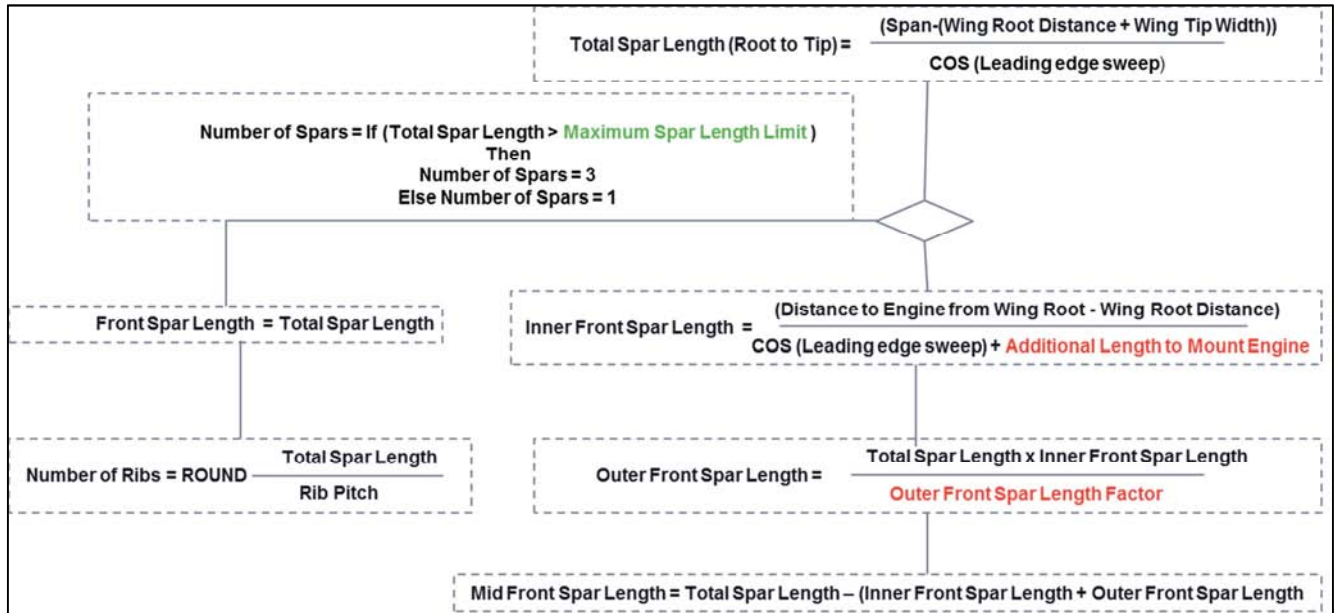 (Span-(Wing Root Distance + Wing Tip Width))
Total Spar Length (Root to Tip) =
COS (Leading edge sweep)
Number of Spars = If (Total Spar Length > Maximum Spar Length Limit )
Then
Number of Spars = 3
Else Number of Spars = 1
Front Spar Length = Total Spar Length
(Distance to Engine from Wing Root - Wing Root Distance)
Inner Front Spar Length =
COS (Leading edge sweep) + Additional Length to Mount Engine
Total Spar Length
Number of Ribs = ROUND
Rib Pitch
Total Spar Length x Inner Front Spar Length
Outer Front Spar Length =
Outer Front Spar Length Factor
Mid Front Spar Length = Total Spar Length – (Inner Front Spar Length + Outer Front Spar Length